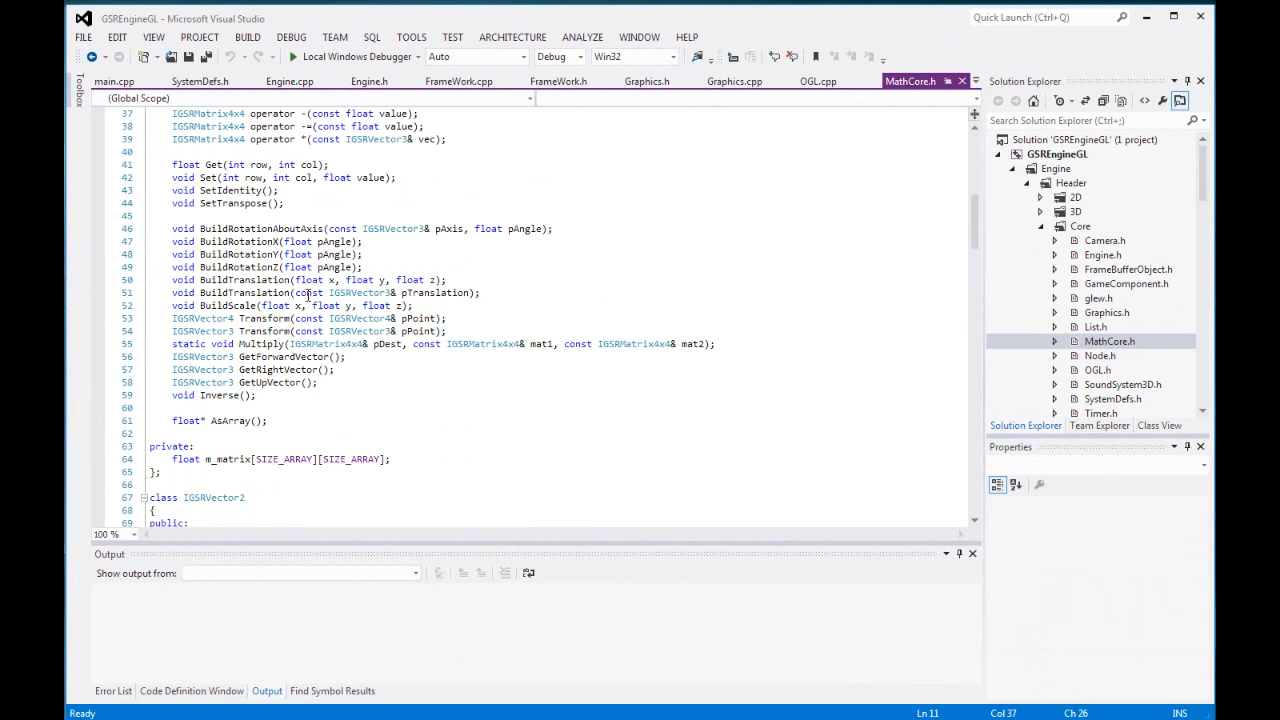 GSREngineGL - Microsoft Visual Studio
Quick Launch (Ctrl+Q)
FILE EDIT VIEW PROJECT BUILD DEBUG TEAM SQL TOOLS TEST ARCHITECTURE ANALYZE WINDOW HELP
Local Windows Debugger Auto Debug Win32
Toolbox
main.cpp SystemDefs.h Engine.cpp Engine.h FrameWork.cpp FrameWork.h Graphics.h Graphics.cpp OGL.cpp MathCore.h
(Global Scope)
37 IGSRMatrix4x4 operator -(const float value);
38 IGSRMatrix4x4 operator -=(const float value);
39 IGSRMatrix4x4 operator *(const IGSRVector3& vec);
40
41 float Get(int row, int col);
42 void Set(int row, int col, float value);
43 void SetIdentity();
44 void SetTranspose();
45
46 void BuildRotationAboutAxis(const IGSRVector3& pAxis, float pAngle);
47 void BuildRotationX(float pAngle);
48 void BuildRotationY(float pAngle);
49 void BuildRotationZ(float pAngle);
50 void BuildTranslation(float x, float y, float z);
51 void BuildTranslation(const IGSRVector3& pTranslation);
52 void BuildScale(float x, float y, float z);
53 IGSRVector4 Transform(const IGSRVector4& pPoint);
54 IGSRVector3 Transform(const IGSRVector3& pPoint);
55 static void Multiply(IGSRMatrix4x4& pDest, const IGSRMatrix4x4& mat1, const IGSRMatrix4x4& mat2);
56 IGSRVector3 GetForwardVector();
57 IGSRVector3 GetRightVector();
58 IGSRVector3 GetUpVector();
59 void Inverse();
60
61 float* AsArray();
62
63 private:
64 float m_matrix[SIZE_ARRAY][SIZE_ARRAY];
65 };
66
67 class IGSRVector2
68 {
69 public:
100 %
Output
Show output from:
Error List Code Definition Window Output Find Symbol Results
Solution Explorer
Search Solution Explorer (Ctrl+;)
Solution 'GSREngineGL' (1 project)
GSREngineGL
Engine
Header
2D
3D
Core
Camera.h
Engine.h
FrameBufferObject.h
GameComponent.h
glew.h
Graphics.h
List.h
MathCore.h
Node.h
OGL.h
SoundSystem3D.h
SystemDefs.h
Timer.h
Solution Explorer Team Explorer Class View
Properties
Ready Ln 11 Col 37 Ch 26 INS